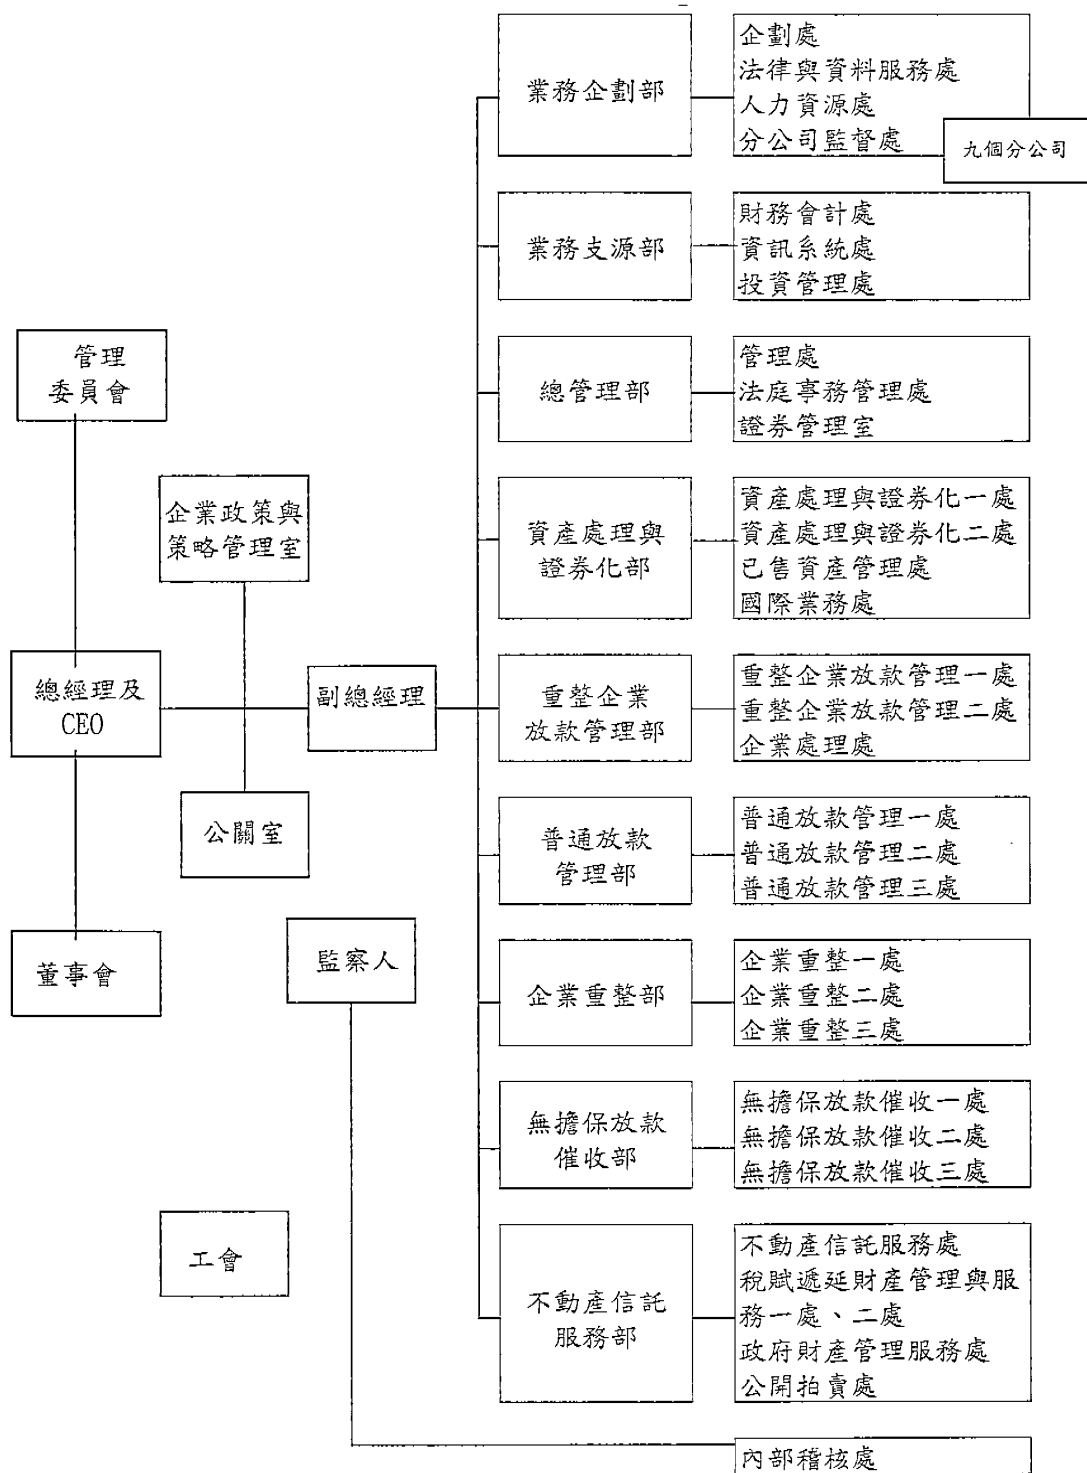 業務企劃部
企劃處
法律與資料服務處
人力資源處
分公司監督處
九個分公司
業務支源部
財務會計處
資訊系統處
投資管理處
管理
委員會
總管理部
管理處
法庭事務管理處
證券管理室
企業政策與
策略管理室
資產處理與
證券化部
資產處理與證券化一處
資產處理與證券化二處
已售資產管理處
國際業務處
總經理及
CEO
副總經理
重整企業
放款管理部
重整企業放款管理一處
重整企業放款管理二處
企業處理處
公關室
普通放款
管理部
普通放款管理一處
普通放款管理二處
普通放款管理三處
董事會
監察人
企業重整部
企業重整一處
企業重整二處
企業重整三處
無擔保放款
催收部
無擔保放款催收一處
無擔保放款催收二處
無擔保放款催收三處
工會
不動產信託
服務部
不動產信託服務處
稅賦遞延財產管理與服
務一處、二處
政府財產管理服務處
公開拍賣處
內部稽核處